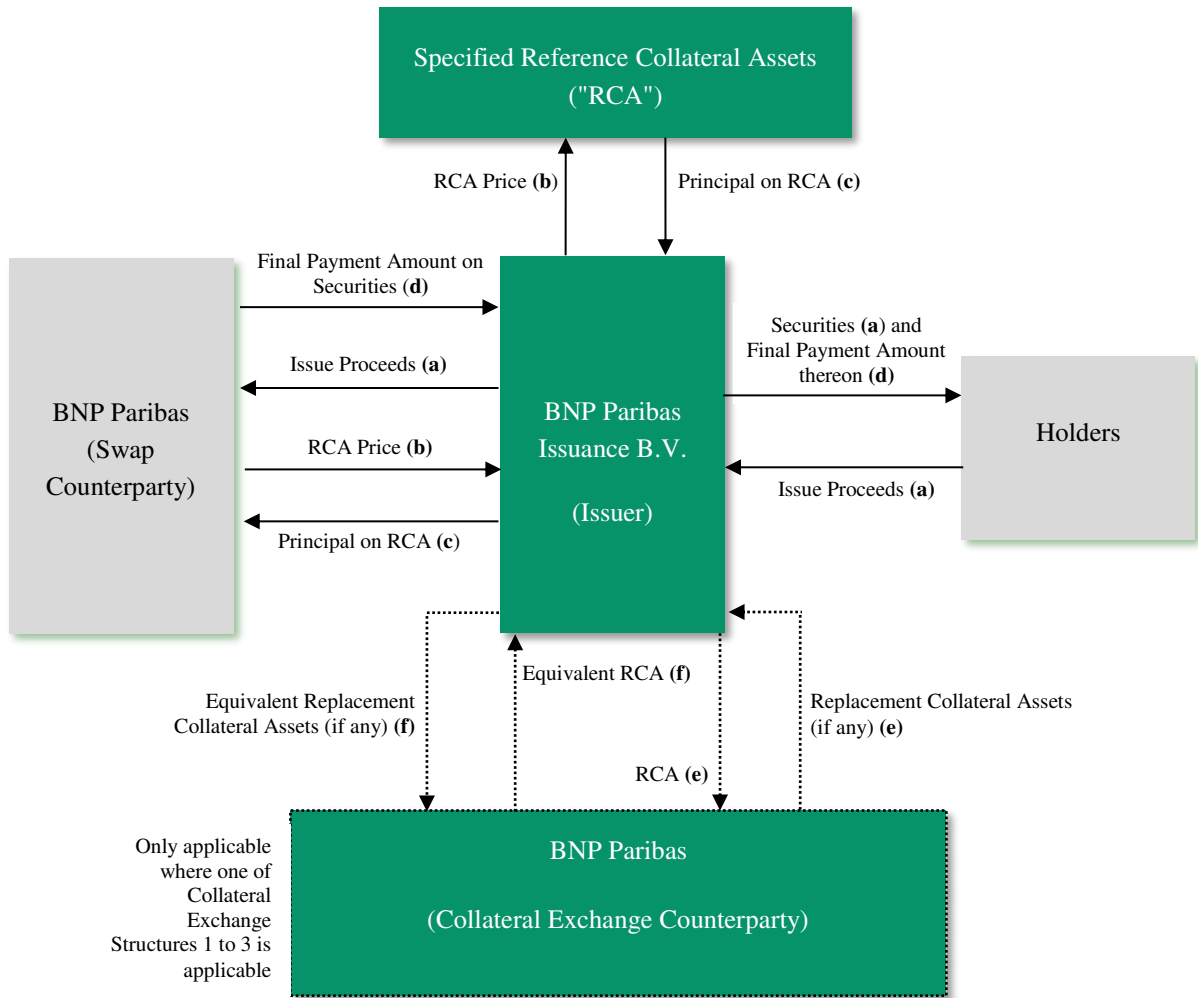 Specified Reference Collateral Assets
("RCA")
RCA Price (b)
Principal on RCA (c)
Final Payment Amount on
Securities (d)
Issue Proceeds (a)
RCA Price (b)
Principal on RCA (c)
BNP Paribas
(Swap
Counterparty)
BNP Paribas
Issuance B.V.
(Issuer)
Securities (a) and
Final Payment Amount
thereon (d)
Issue Proceeds (a)
Holders
Equivalent Replacement
Collateral Assets (if any) (f)
Equivalent RCA (f)
RCA (e)
Replacement Collateral Assets
(if any) (e)
Only applicable
where one of
Collateral
Exchange
Structures 1 to 3 is
applicable
BNP Paribas
(Collateral Exchange Counterparty)